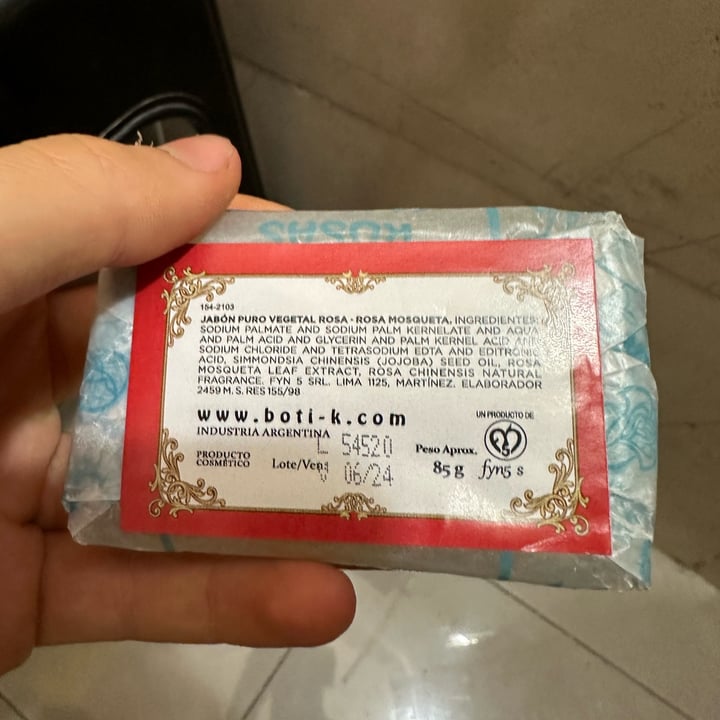 ROSAS
154-2103
JABÓN PURO VEGETAL ROSA - ROSA MOSQUETA. INGREDIENTES:
SODIUM PALMATE AND SODIUM PALM KERNELATE AND AQUA
AND PALM ACID AND GLYCERIN AND PALM KERNEL ACID AND
SODIUM CHLORIDE AND TETRASODIUM EDTA AND EDITRONIC
ACID, SIMMONDSIA CHINENSIS (JOJOBA) SEED OIL, ROSA
MOSQUETA LEAF EXTRACT, ROSA CHINENSIS NATURAL
FRAGRANCE. FYN 5 SRL. LIMA 1125, MARTÍNEZ. ELABORADOR
2459 M. S. RES 155/98
www.boti-k.com
INDUSTRIA ARGENTINA
PRODUCTO
COSMÉTICO
Lote/Ven:
L 54520
V 06/24
Peso Aprox.
85 g
UN PRODUCTO DE
5
fyn5 s